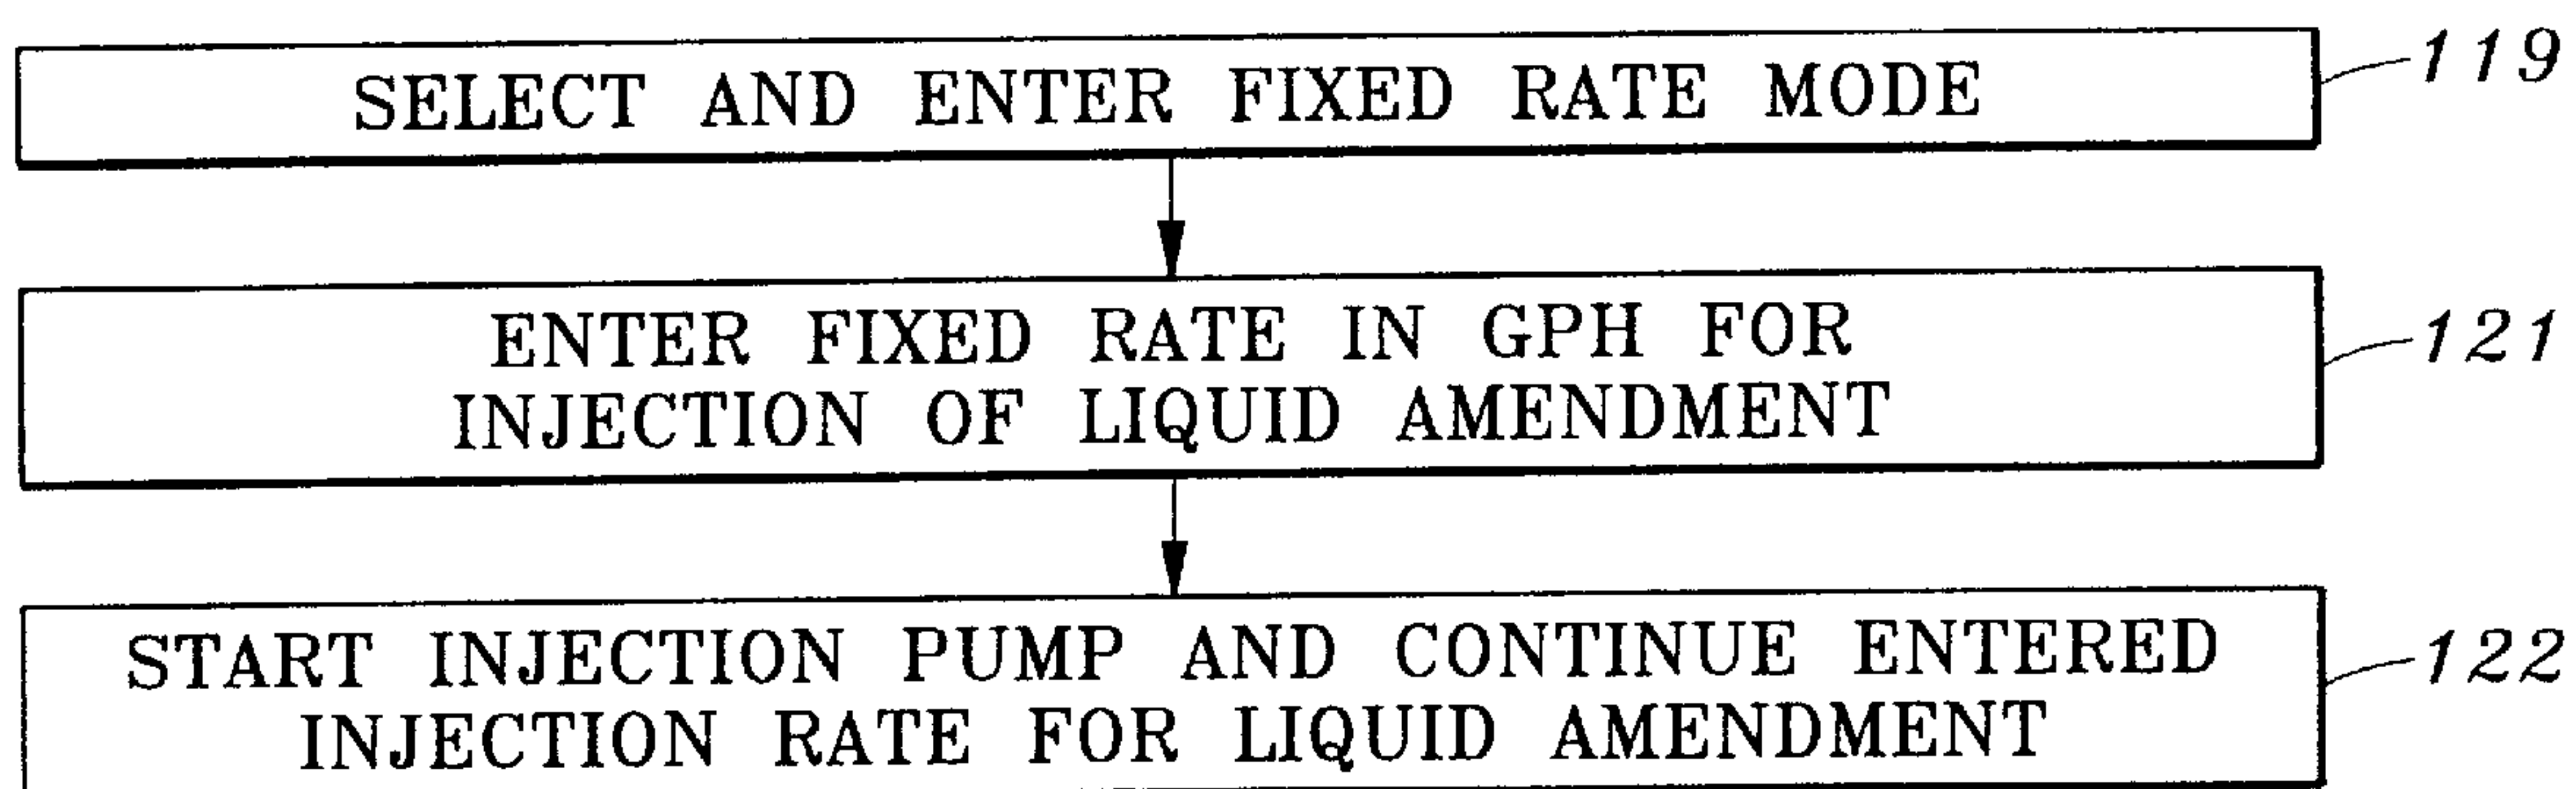 SELECT AND ENTER FIXED RATE MODE
119
ENTER FIXED RATE IN GPH FOR
INJECTION OF LIQUID AMENDMENT
121
START INJECTION PUMP AND CONTINUE ENTERED
INJECTION RATE FOR LIQUID AMENDMENT
122